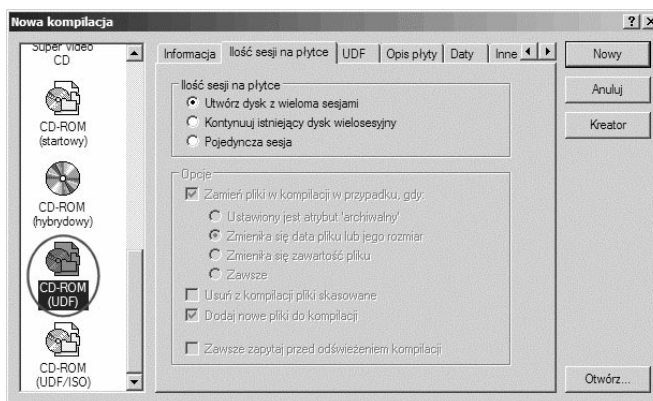 Nowa kompilacja
Super Video
CD
CD-ROM
(startowy)
CD-ROM
(hybrydowy)
CD-ROM
(UDF)
CD-ROM
(UDF/ISO)
Informacja Ilość sesji na płytce UDF Opis płyty Daty Inne
Ilość sesji na płytce
Utwórz dysk z wieloma sesjami
Kontynuuj istniejący dysk wielosesyjny
Pojedyncza sesja
Opcje
Zamień pliki w kompilacji w przypadku, gdy:
Ustawiony jest atrybut 'archiwalny'
Zmieniła się data pliku lub jego rozmiar
Zmieniła się zawartość pliku
Zawsze
Usuń z kompilacji pliki skasowane
Dodaj nowe pliki do kompilacji
Zawsze zapytaj przed odświeżeniem kompilacji
Nowy
Anuluj
Kreator
Otwórz...